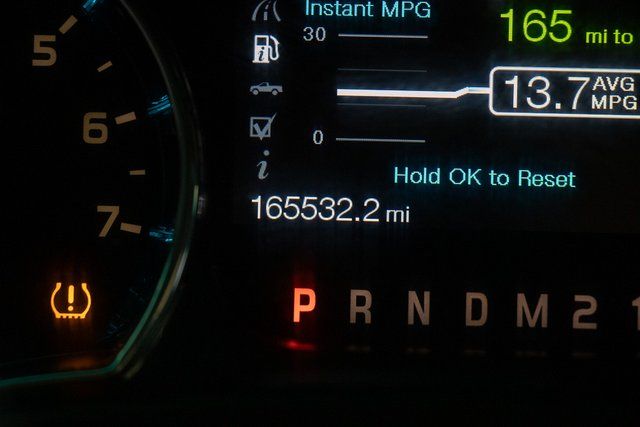 Instant MPG
30
0
165 mi to
13.7 AVG MPG
Hold OK to Reset
165532.2 mi
5
6
7
P R N D M 2 1